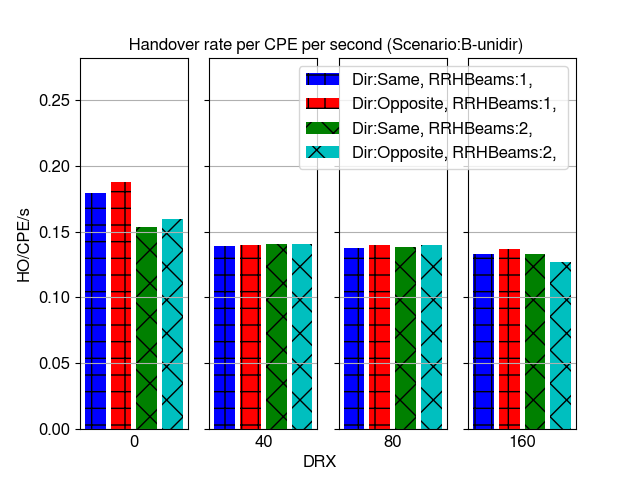 Handover rate per CPE per second (Scenario:B-unidir)
Dir:Same, RRHBeams:1,
Dir:Opposite, RRHBeams:1,
Dir:Same, RRHBeams:2,
Dir:Opposite, RRHBeams:2,
HO/CPE/s
0.25
0.20
0.15
0.10
0.05
0.00
0 40 80 160
DRX